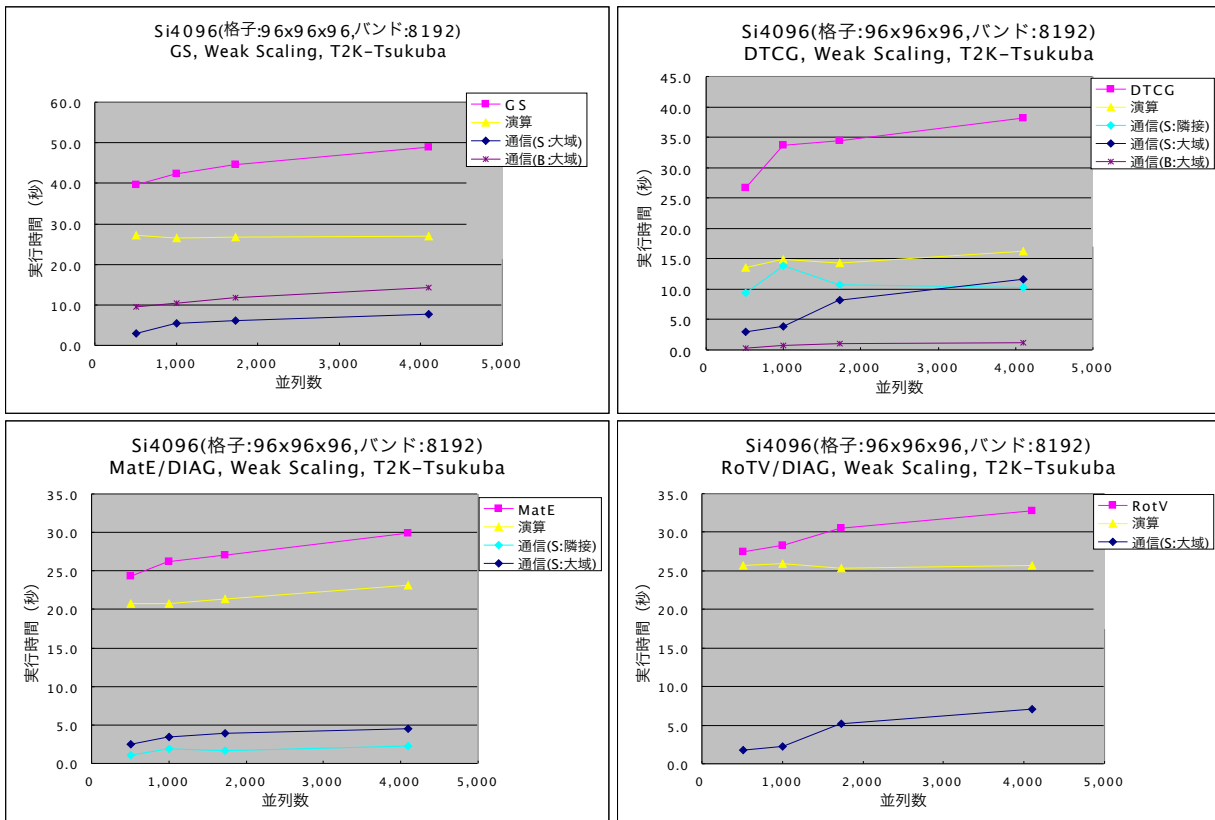 Si4096(格子:96x96x96,バンド:8192)
GS, Weak Scaling, T2K-Tsukuba
GS
演算
通信(S:大域)
通信(B:大域)
実行時間 (秒)
60.0
50.0
40.0
30.0
20.0
10.0
0.0
0
1,000
2,000
3,000
4,000
5,000
並列数
Si4096(格子:96x96x96,バンド:8192)
DTCG, Weak Scaling, T2K-Tsukuba
DTCG
演算
通信(S:隣接)
通信(S:大域)
通信(B:大域)
実行時間 (秒)
45.0
40.0
35.0
30.0
25.0
20.0
15.0
10.0
5.0
0.0
0
1,000
2,000
3,000
4,000
5,000
並列数
Si4096(格子:96x96x96,バンド:8192)
MatE/DIAG, Weak Scaling, T2K-Tsukuba
MatE
演算
通信(S:隣接)
通信(S:大域)
実行時間 (秒)
35.0
30.0
25.0
20.0
15.0
10.0
5.0
0.0
0
1,000
2,000
3,000
4,000
5,000
並列数
Si4096(格子:96x96x96,バンド:8192)
RoTV/DIAG, Weak Scaling, T2K-Tsukuba
RotV
演算
通信(S:大域)
実行時間 (秒)
35.0
30.0
25.0
20.0
15.0
10.0
5.0
0.0
0
1,000
2,000
3,000
4,000
5,000
並列数